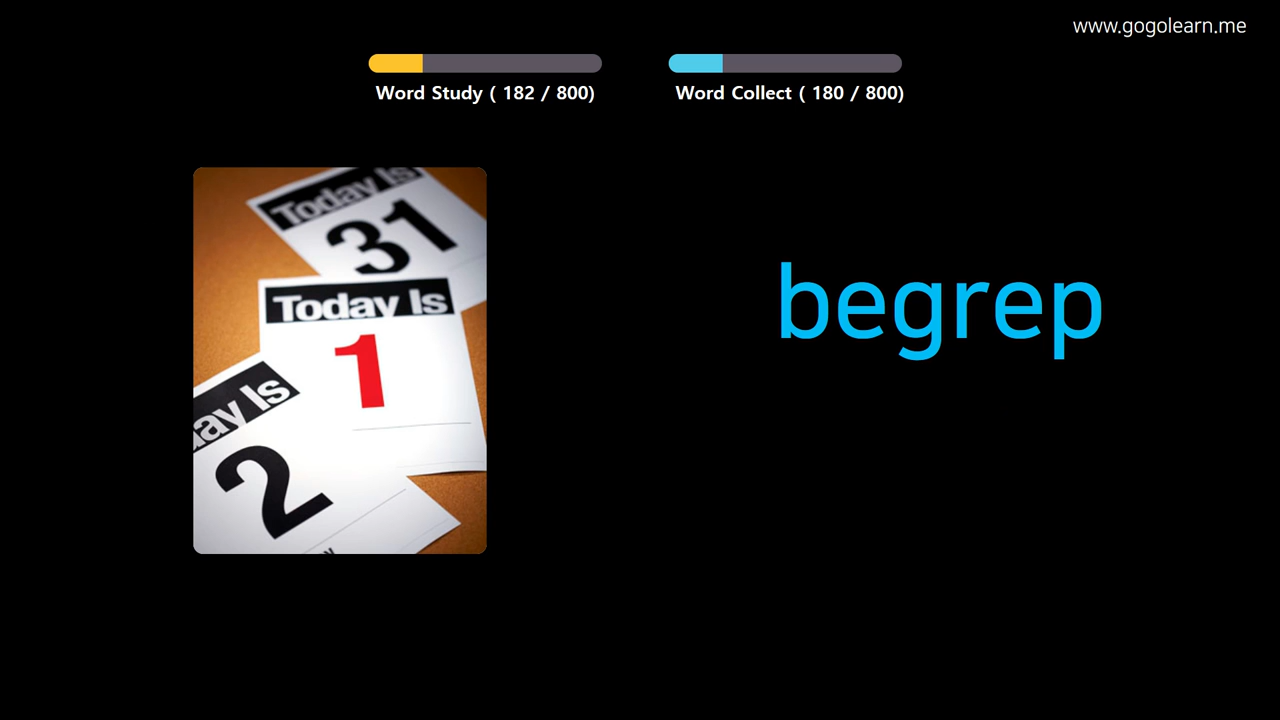 www.gogolearn.me
Word Study ( 182 / 800)
Word Collect ( 180 / 800)
Today Is
31
Today Is
1
day Is
2
begrep